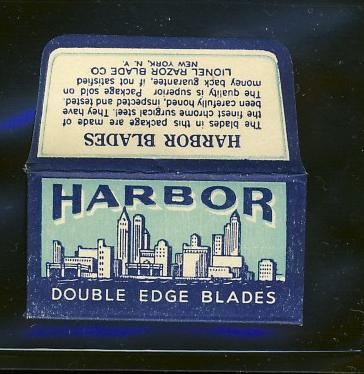 HARBOR BLADES
The blades in this package are made of
the finest chrome surgical steel. They have
been carefully honed, inspected and tested.
The quality is superior Package sold on
money back guarantee, if not satisfied
LIONEL RAZOR BLADE CO
NEW YORK, N. Y.
HARBOR
DOUBLE EDGE BLADES